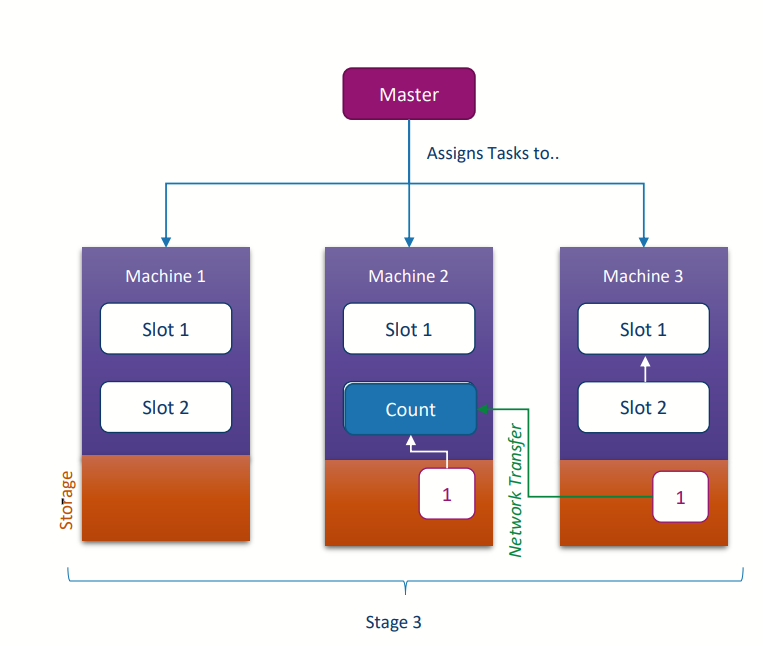 Master
Assigns Tasks to..
Machine 1
Machine 2
Machine 3
Slot 1
Slot 1
Slot 1
Slot 2
Count
Slot 2
Storage
1
Network Transfer
1
Stage 3